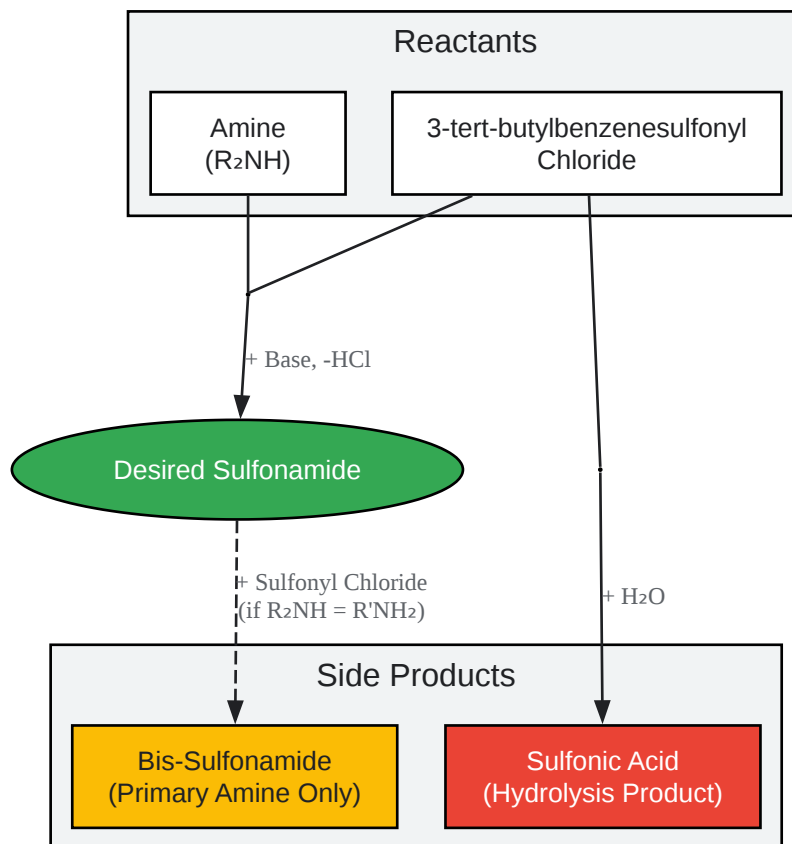 Reactants
Amine
(R₂NH)
3-tert-butylbenzenesulfonyl
Chloride
+ Base, -HCl
Desired Sulfonamide
+ Sulfonyl Chloride
(if R₂NH = R'NH₂)
+ H₂O
Side Products
Bis-Sulfonamide
(Primary Amine Only)
Sulfonic Acid
(Hydrolysis Product)